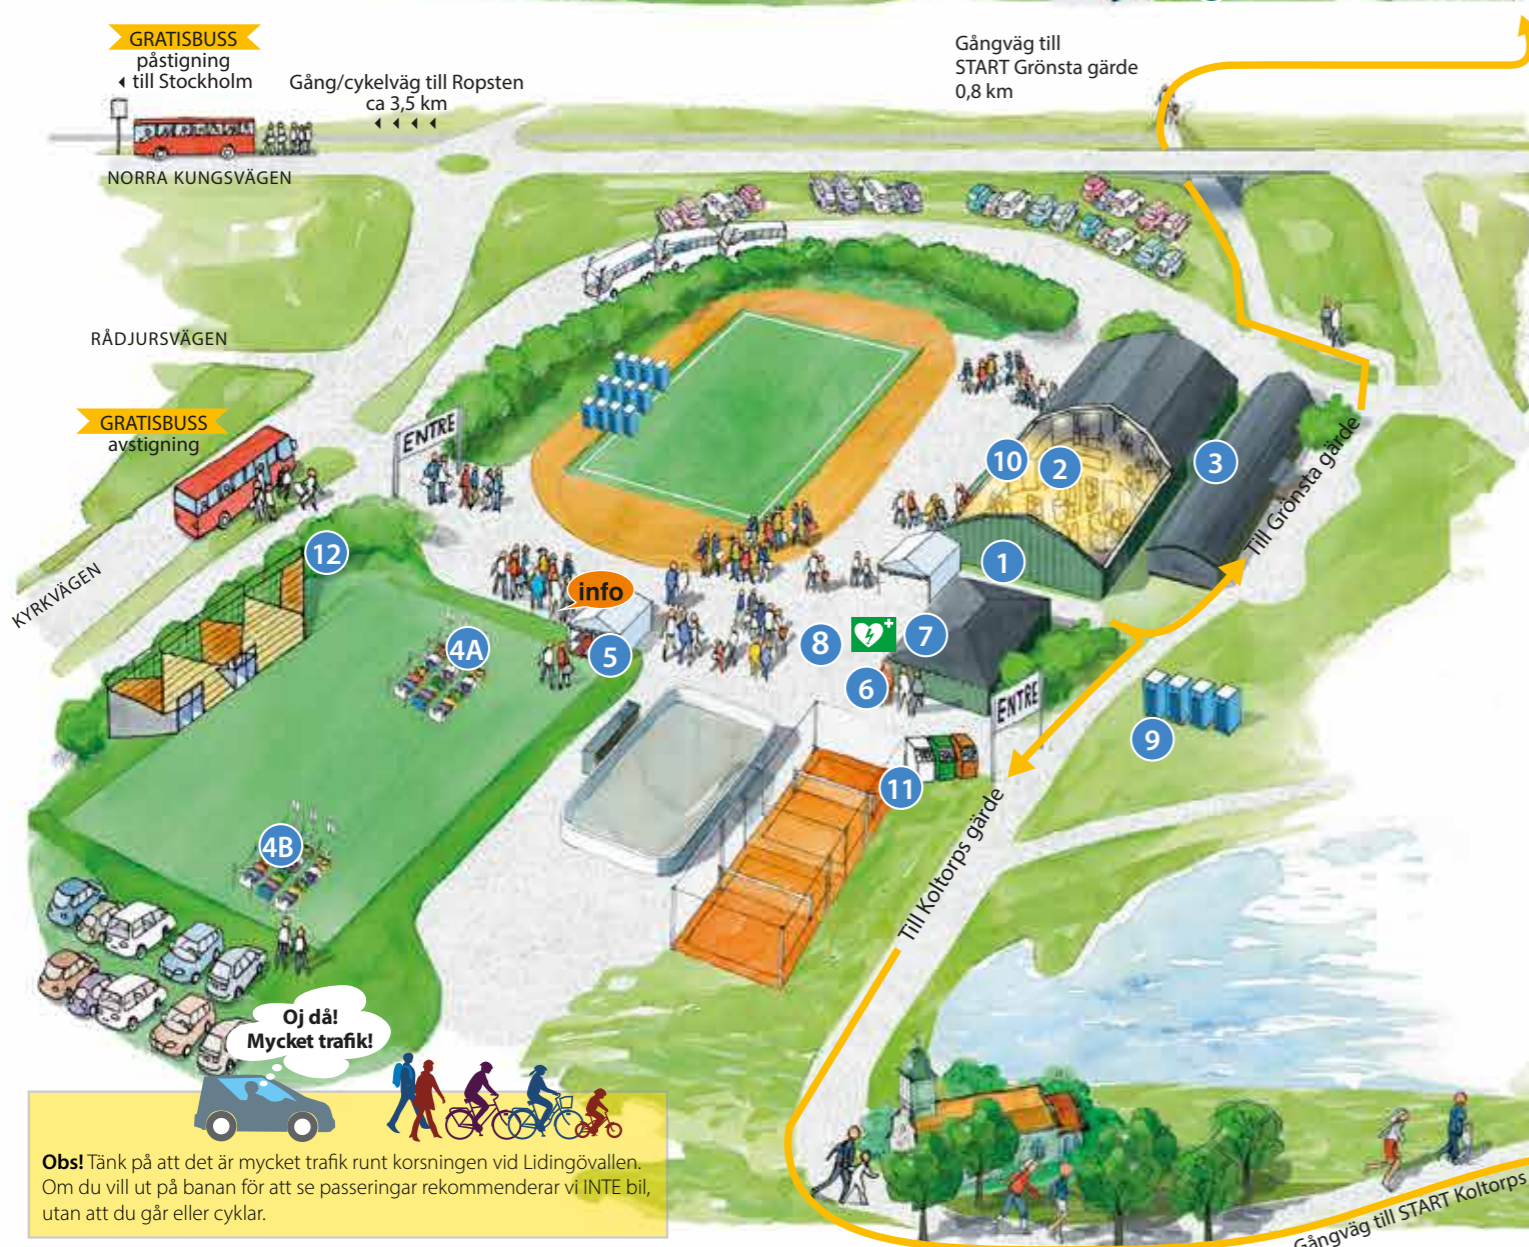 GRATISBUSS
påstigning
till Stockholm
Gång/cykelväg till Ropsten
ca 3,5 km
Gångväg till
START Grönsta gärde
0,8 km
NORRA KUNGSVÄGEN
RÅDJURSVÄGEN
GRATISBUSS
avstigning
ENTRE
KYRKVÄGEN
12
10
2
3
1
Till Grönsta gärde
info
4A
5
8
7
6
ENTRE
9
11
4B
Till Koltorps gärde
Oj då!
Mycket trafik!
Obs! Tänk på att det är mycket trafik runt korsningen vid Lidingövallen.
Om du vill ut på banan för att se passeringar rekommenderar vi INTE bil,
utan att du går eller cyklar.
Gångväg till START Koltorps